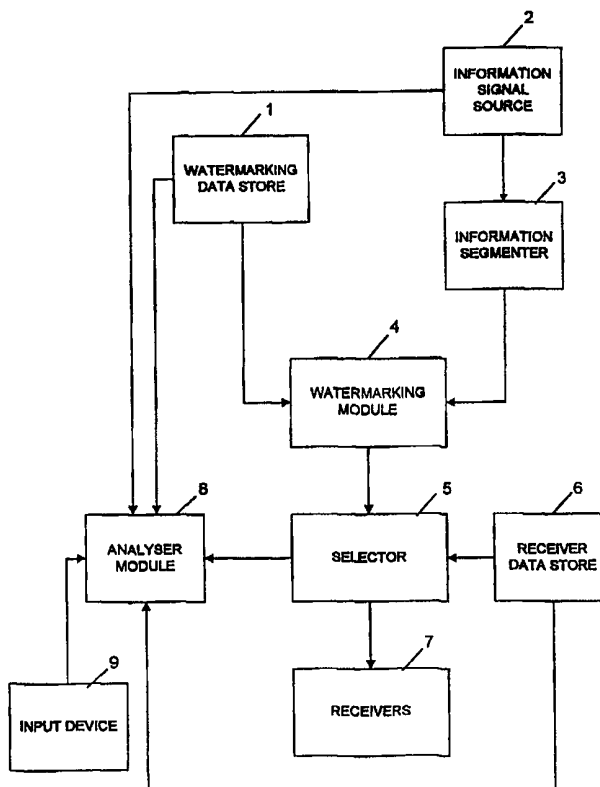 2
INFORMATION
SIGNAL
SOURCE
1
WATERMARKING
DATA STORE
3
INFORMATION
SEGMENTER
4
WATERMARKING
MODULE
8
ANALYSER
MODULE
5
SELECTOR
6
RECEIVER
DATA STORE
9
INPUT DEVICE
7
RECEIVERS